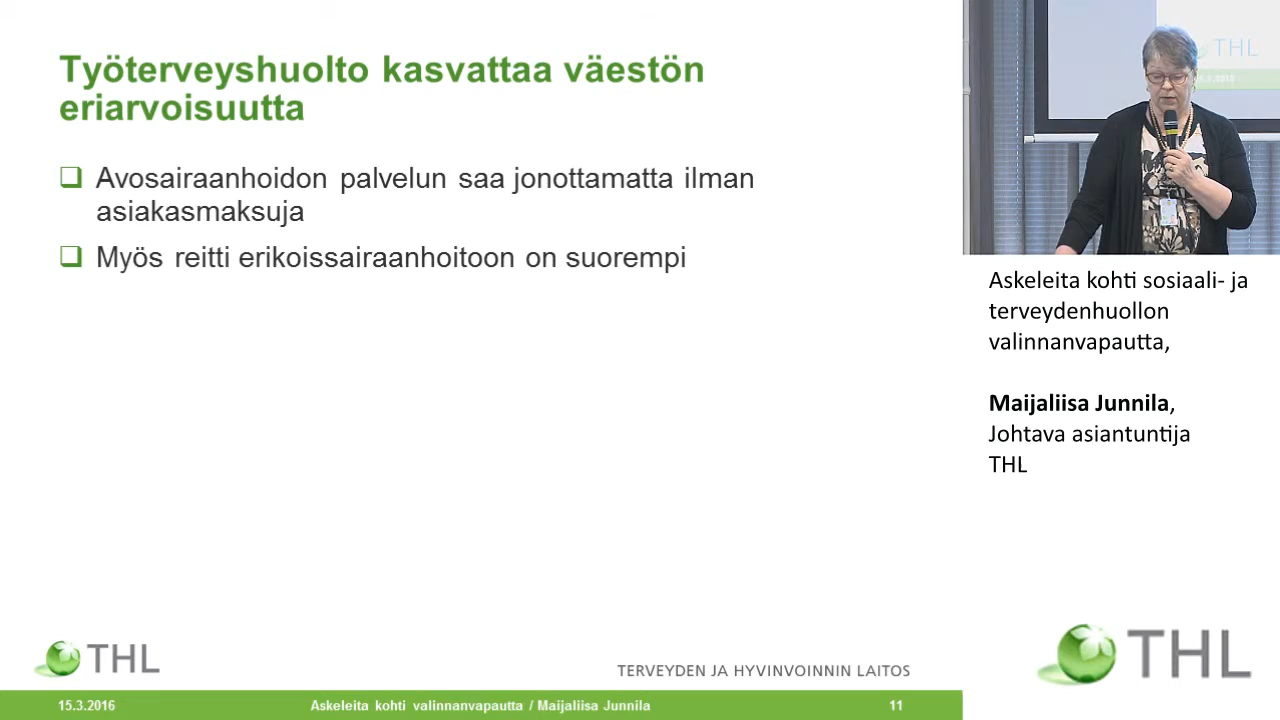 Työterveyshuolto kasvattaa väestön
eriarvoisuutta
Avosairaanhoidon palvelun saa jonottamatta ilman
asiakasmaksuja
Myös reitti erikoissairaanhoitoon on suorempi
THL
TERVEYDEN JA HYVINVOINNIN LAITOS
15.3.2016
Askeleita kohti valinnanvapautta / Maijaliisa Junnila
11
THL
Askeleita kohti sosiaali- ja
terveydenhuollon
valinnanvapautta,
Maijaliisa Junnila,
Johtava asiantuntija
THL
THL